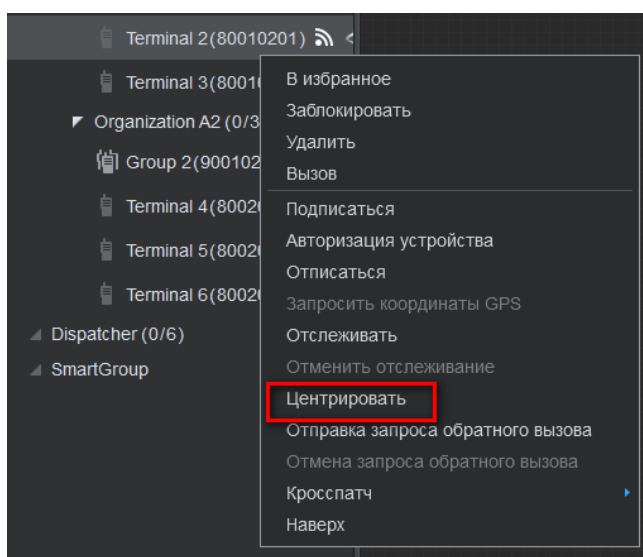 Terminal 2(80010201)
Terminal 3(8001
Organization A2 (0/3
Group 2(900102
Terminal 4(8002
Terminal 5(8002
Terminal 6(8002
Dispatcher (0/6)
SmartGroup
В избранное
Заблокировать
Удалить
Вызов
Подписаться
Авторизация устройства
Отписаться
Запросить координаты GPS
Отслеживать
Отменить отслеживание
Центрировать
Отправка запроса обратного вызова
Отмена запроса обратного вызова
Кросспатч
Наверх